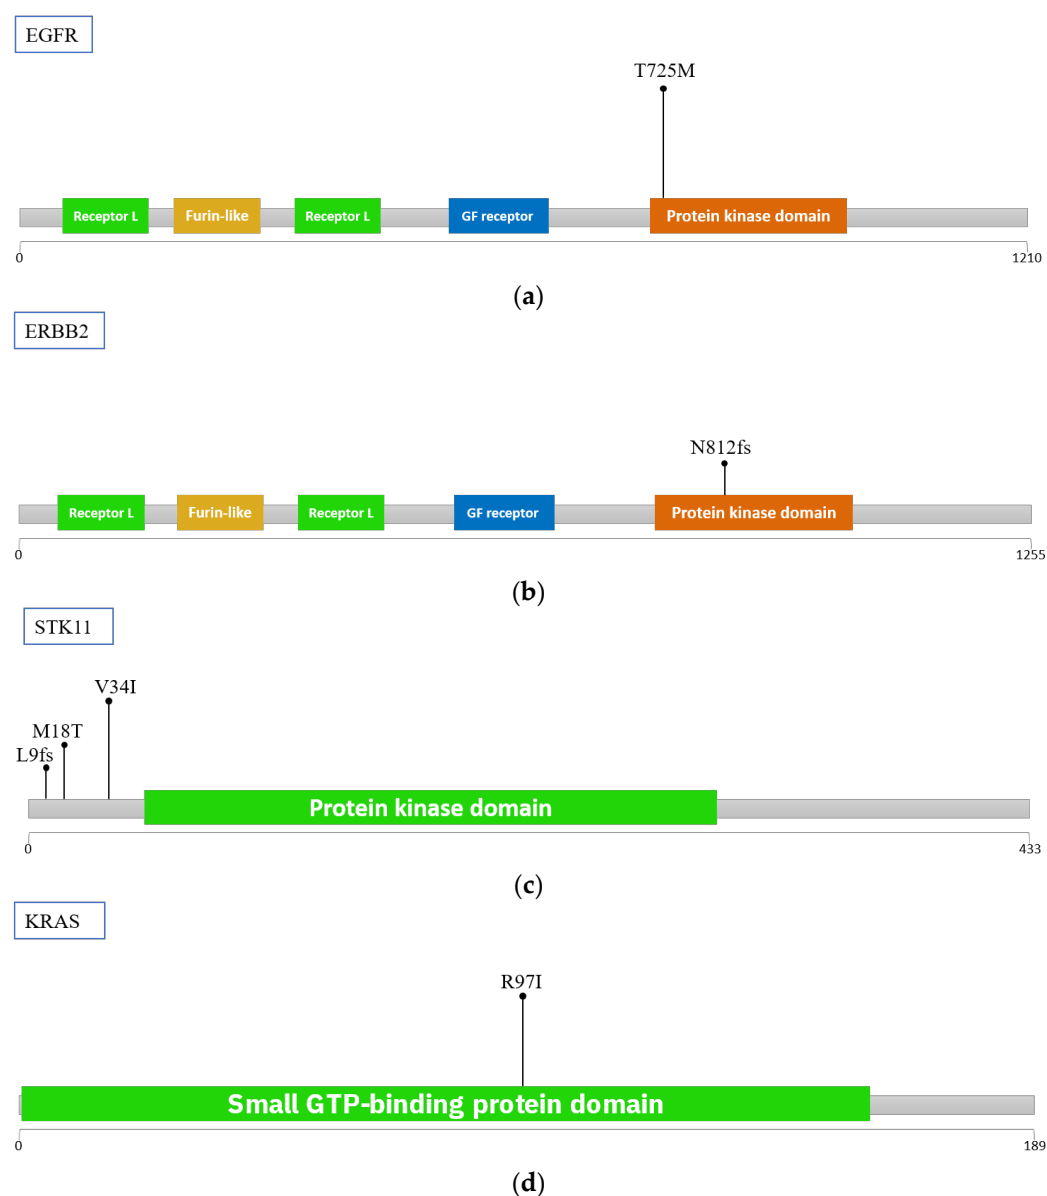 EGFR
T725M
Receptor L Furin-like Receptor L GF receptor Protein kinase domain
0 1210
(a)
ERBB2
N812fs
Receptor L Furin-like Receptor L GF receptor Protein kinase domain
0 1255
(b)
STK11
V34I
M18T
L9fs
Protein kinase domain
0 433
(c)
KRAS
R97I
Small GTP-binding protein domain
0 189
(d)